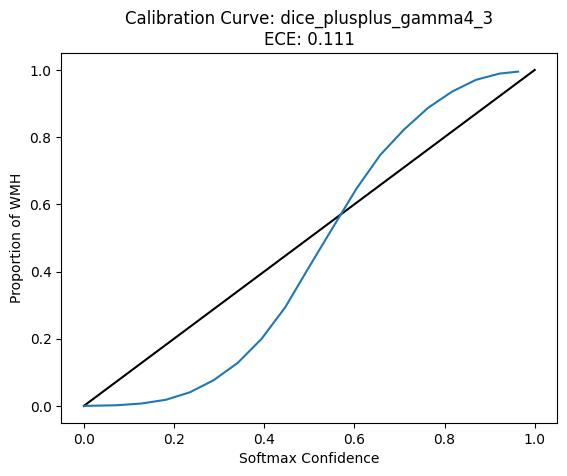 Calibration Curve: dice_plusplus_gamma4_3
ECE: 0.111
1.0
0.8
0.6
0.4
0.2
0.0
Proportion of WMH
0.0 0.2 0.4 0.6 0.8 1.0
Softmax Confidence